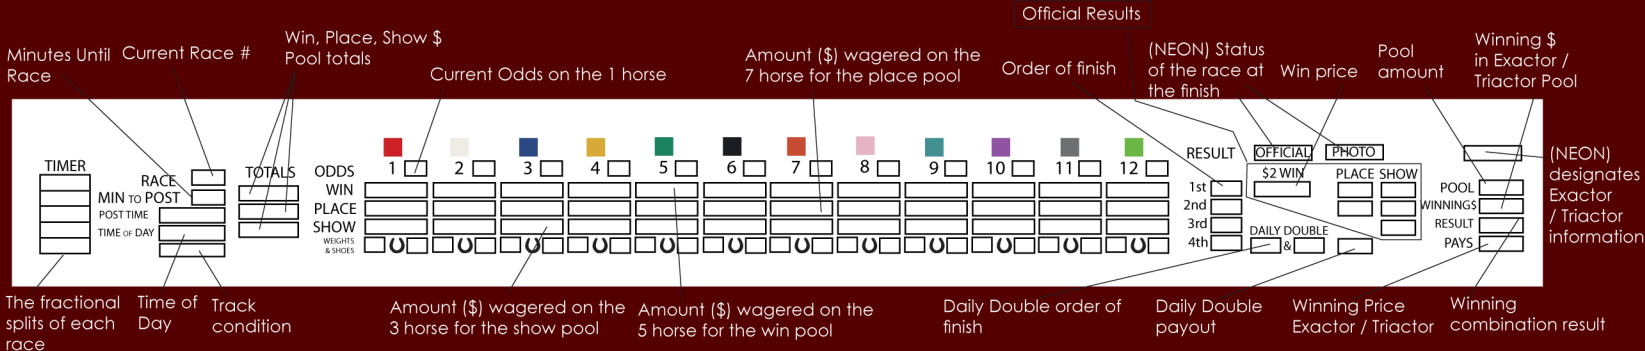 Official Results
Minutes Until
Race
Current Race #
Win, Place, Show $
Pool totals
Current Odds on the 1 horse
Amount ($) wagered on the
7 horse for the place pool
Order of finish
(NEON) Status
of the race at
the finish
Win price
Pool
amount
Winning $
in Exactor /
Triactor Pool
TIMER
RACE
MIN TO POST
POST TIME
TIME OF DAY
TOTALS
ODDS
WIN
PLACE
SHOW
WEIGHTS
& SHOES
1 2 3 4 5 6 7 8 9 10 11 12
RESULT
1st
2nd
3rd
4th
OFFICIAL
PHOTO
$2 WIN
PLACE SHOW
DAILY DOUBLE
&
POOL
WINNINGS
RESULT
PAYS
(NEON)
designates
Exactor
/ Triactor
information
The fractional
splits of each
race
Time of
Day
Track
condition
Amount ($) wagered on the
3 horse for the show pool
Amount ($) wagered on the
5 horse for the win pool
Daily Double order of
finish
Daily Double
payout
Winning Price
Exactor / Triactor
Winning
combination result